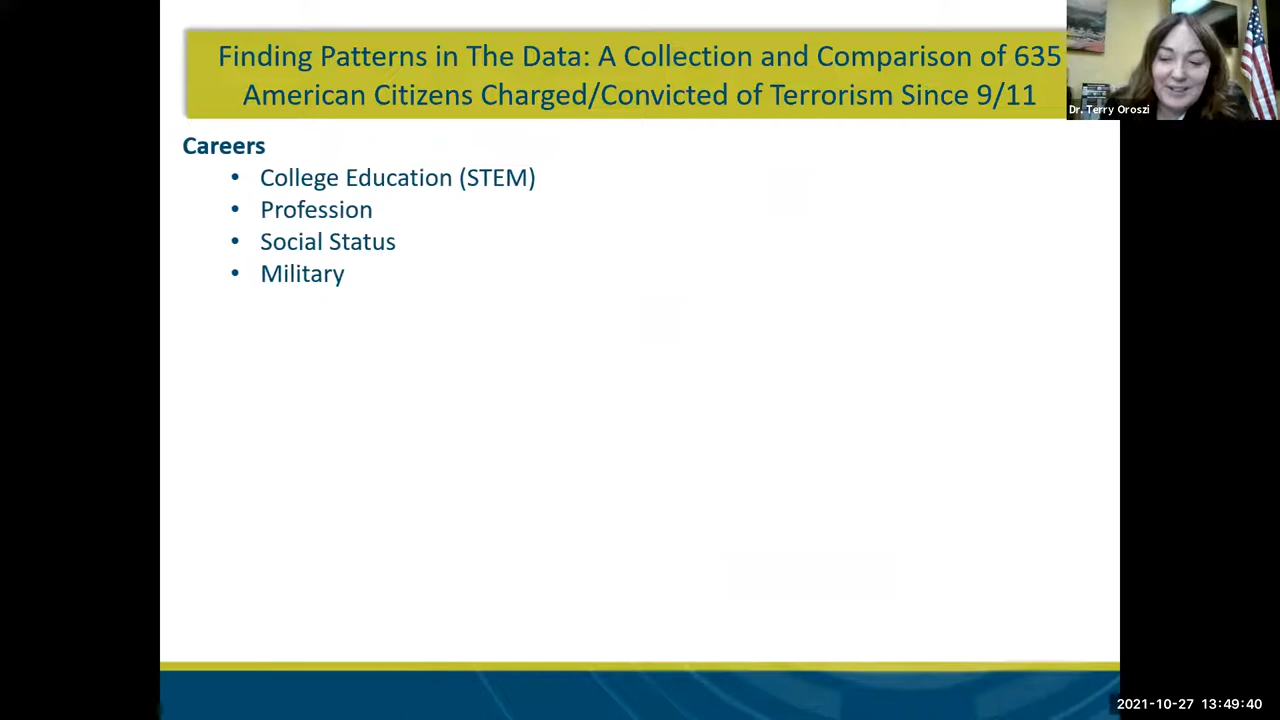 Finding Patterns in The Data: A Collection and Comparison of 635
American Citizens Charged/Convicted of Terrorism Since 9/11
Dr. Terry Oroszi
Careers
• College Education (STEM)
• Profession
• Social Status
• Military
2021-10-27 13:49:40